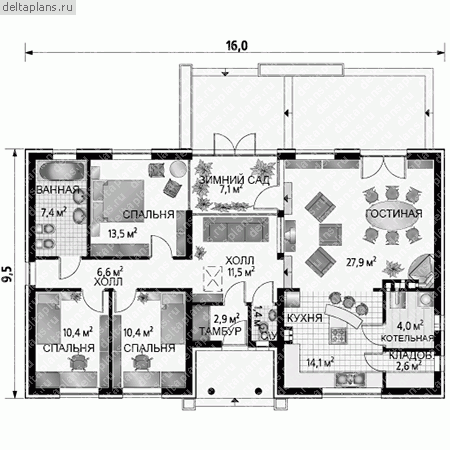 deltaplans.ru
16,0
9,5
ВАННАЯ
7,4 м²
СПАЛЬНЯ
13,5 м²
ЗИМНИЙ САД
7,1 м²
ГОСТИНАЯ
27,9 м²
ХОЛЛ
11,5 м²
6,6 м²
ХОЛЛ
10,4 м²
СПАЛЬНЯ
10,4 м²
СПАЛЬНЯ
2,9 м²
ТАМБУР
1,4 м²
СУ
КУХНЯ
14,1 м²
4,0 м²
КОТЕЛЬНАЯ
КЛАДОВ
2,6 м²